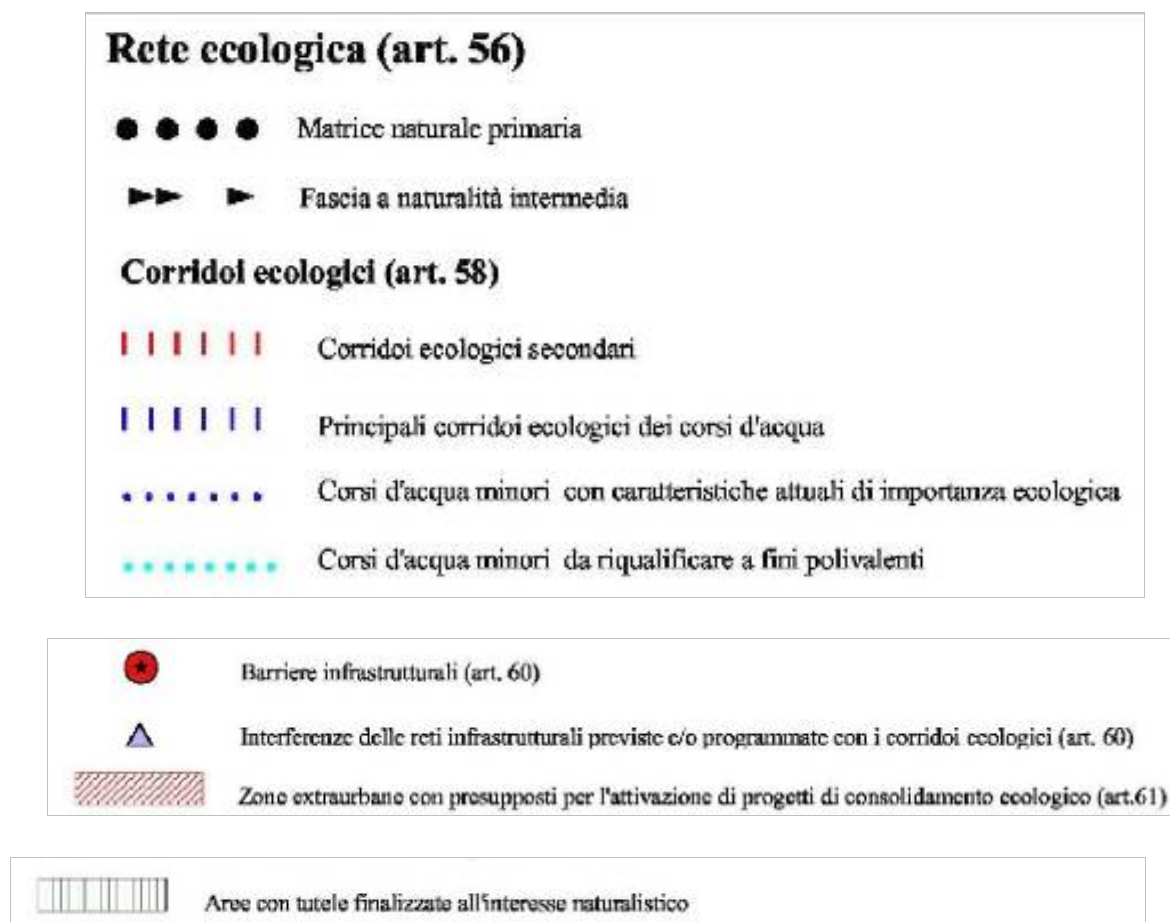 Rete ecologica (art. 56)
Matrice naturale primaria
Fascia a naturalità intermedia
Corridoi ecologici (art. 58)
Corridoi ecologici secondari
Principali corridoi ecologici dei corsi d'acqua
Corsi d'acqua minori con caratteristiche attuali di importanza ecologica
Corsi d'acqua minori da riqualificare a fini polivalenti
Barriere infrastrutturali (art. 60)
Interferenze delle reti infrastrutturali previste e/o programmate con i corridoi ecologici (art. 60)
Zone extraurbane con presupposti per l'attivazione di progetti di consolidamento ecologico (art.61)
Aree con tutele finalizzate all'interesse naturalistico